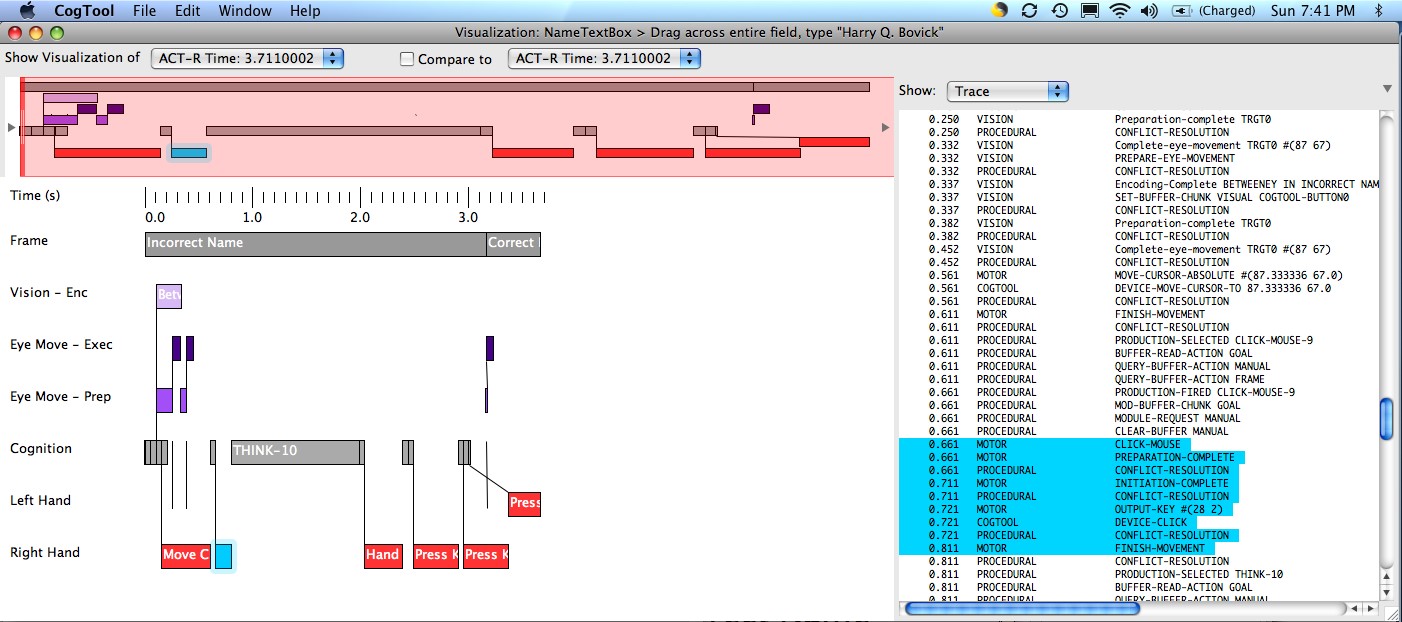 CogTool File Edit Window Help (Charged) Sun 7:41 PM
Visualization: NameTextBox > Drag across entire field, type "Harry Q. Bovick"
Show Visualization of ACT-R Time: 3.7110002 Compare to ACT-R Time: 3.7110002
Show: Trace
Time (s)
0.0 1.0 2.0 3.0
Frame Incorrect Name Correct
Vision - Enc Betw
Eye Move - Exec
Eye Move - Prep
Cognition THINK-10
Left Hand Press
Right Hand Move C Hand Press K Press K
0.250 VISION Preparation-complete TRGT0
0.250 PROCEDURAL CONFLICT-RESOLUTION
0.332 VISION Complete-eye-movement TRGT0 #(87 67)
0.332 VISION PREPARE-EYE-MOVEMENT
0.332 PROCEDURAL CONFLICT-RESOLUTION
0.337 VISION Encoding-Complete BETWEENEY IN INCORRECT NAM
0.337 VISION SET-BUFFER-CHUNK VISUAL COGTOOL-BUTTON0
0.337 PROCEDURAL CONFLICT-RESOLUTION
0.382 VISION Preparation-complete TRGT0
0.382 PROCEDURAL CONFLICT-RESOLUTION
0.452 VISION Complete-eye-movement TRGT0 #(87 67)
0.452 PROCEDURAL CONFLICT-RESOLUTION
0.561 MOTOR MOVE-CURSOR-ABSOLUTE #(87.333336 67.0)
0.561 COGTOOL DEVICE-MOVE-CURSOR-TO 87.333336 67.0
0.561 PROCEDURAL CONFLICT-RESOLUTION
0.611 MOTOR FINISH-MOVEMENT
0.611 PROCEDURAL CONFLICT-RESOLUTION
0.611 PROCEDURAL PRODUCTION-SELECTED CLICK-MOUSE-9
0.611 PROCEDURAL BUFFER-READ-ACTION GOAL
0.611 PROCEDURAL QUERY-BUFFER-ACTION MANUAL
0.611 PROCEDURAL QUERY-BUFFER-ACTION FRAME
0.661 PROCEDURAL PRODUCTION-FIRED CLICK-MOUSE-9
0.661 PROCEDURAL MOD-BUFFER-CHUNK GOAL
0.661 PROCEDURAL MODULE-REQUEST MANUAL
0.661 PROCEDURAL CLEAR-BUFFER MANUAL
0.661 MOTOR CLICK-MOUSE
0.661 MOTOR PREPARATION-COMPLETE
0.661 PROCEDURAL CONFLICT-RESOLUTION
0.711 MOTOR INITIATION-COMPLETE
0.711 PROCEDURAL CONFLICT-RESOLUTION
0.721 MOTOR OUTPUT-KEY #(28 2)
0.721 COGTOOL DEVICE-CLICK
0.721 PROCEDURAL CONFLICT-RESOLUTION
0.811 MOTOR FINISH-MOVEMENT
0.811 PROCEDURAL CONFLICT-RESOLUTION
0.811 PROCEDURAL PRODUCTION-SELECTED THINK-10
0.811 PROCEDURAL BUFFER-READ-ACTION GOAL
0.811 PROCEDURAL QUERY-BUFFER-ACTION MANUAL